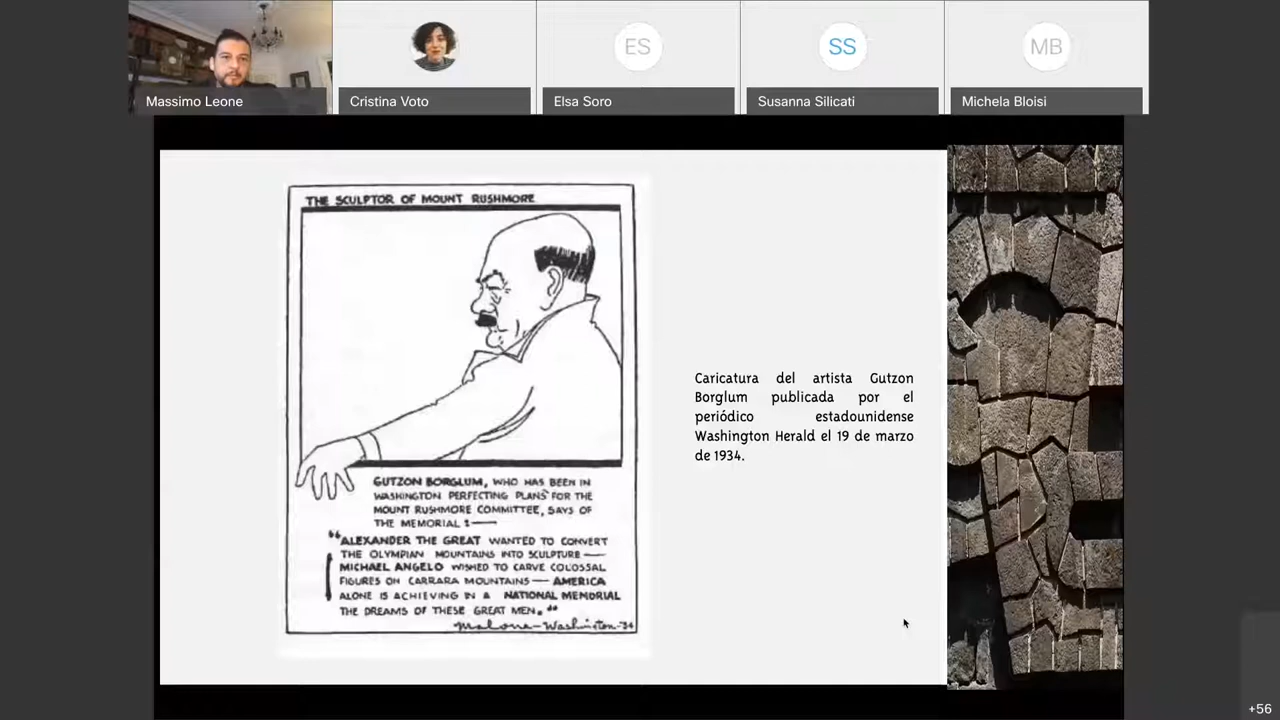 Massimo Leone
Cristina Voto
ES
Elsa Soro
SS
Susanna Silicati
MB
Michela Bloisi
THE SCULPTOR OF MOUNT RUSHMORE
GUTZON BORGLUM, WHO HAS BEEN IN
WASHINGTON PERFECTING PLANS FOR THE
MOUNT RUSHMORE COMMITTEE, SAYS OF
THE MEMORIAL :—
"ALEXANDER THE GREAT WANTED TO CONVERT
THE OLYMPIAN MOUNTAINS INTO SCULPTURE—
MICHAEL ANGELO WISHED TO CARVE COLOSSAL
FIGURES ON CARRARA MOUNTAINS— AMERICA
ALONE IS ACHIEVING IN A NATIONAL MEMORIAL
THE DREAMS OF THESE GREAT MEN."
Malone-Washington-34
Caricatura del artista Gutzon
Borglum publicada por el
periódico estadounidense
Washington Herald el 19 de marzo
de 1934.
+56